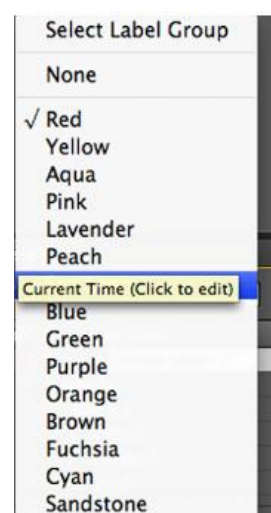 Select Label Group
None
√ Red
Yellow
Aqua
Pink
Lavender
Peach
Current Time (Click to edit)
Blue
Green
Purple
Orange
Brown
Fuchsia
Cyan
Sandstone